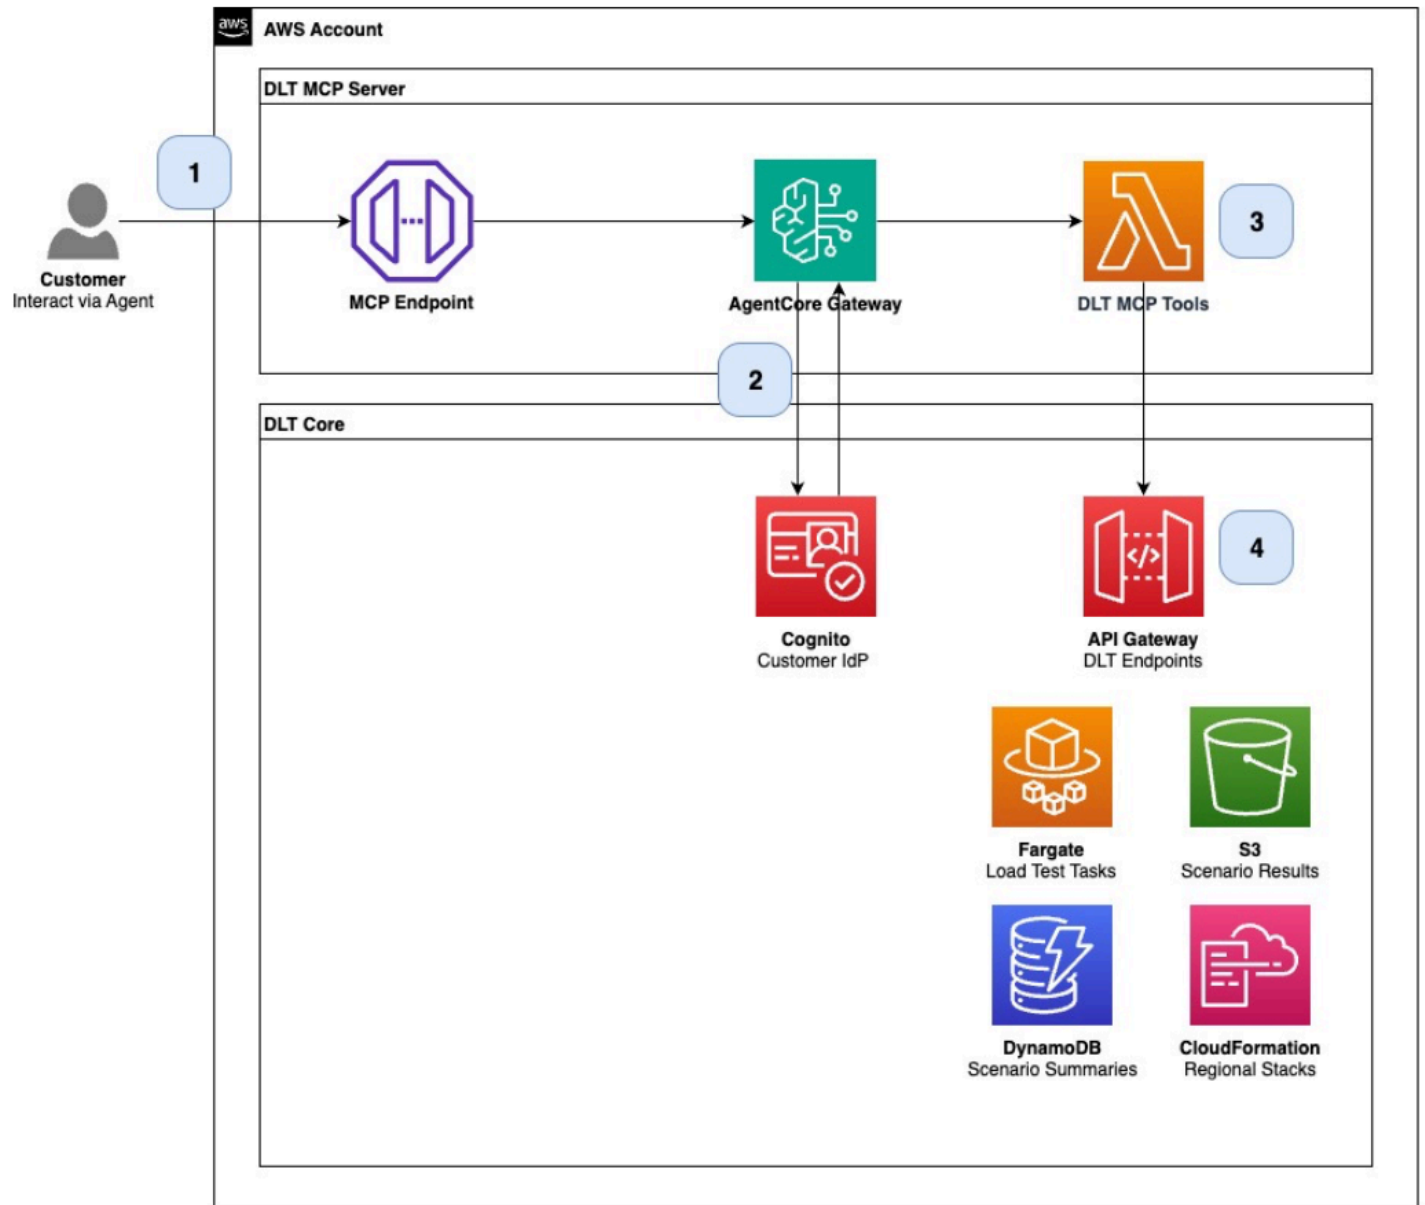 aws
AWS Account
DLT MCP Server
1
3
Customer
Interact via Agent
MCP Endpoint
AgentCore Gateway
DLT MCP Tools
2
DLT Core
</>
4
Cognito
Customer IdP
API Gateway
DLT Endpoints
Fargate
Load Test Tasks
S3
Scenario Results
DynamoDB
Scenario Summaries
CloudFormation
Regional Stacks